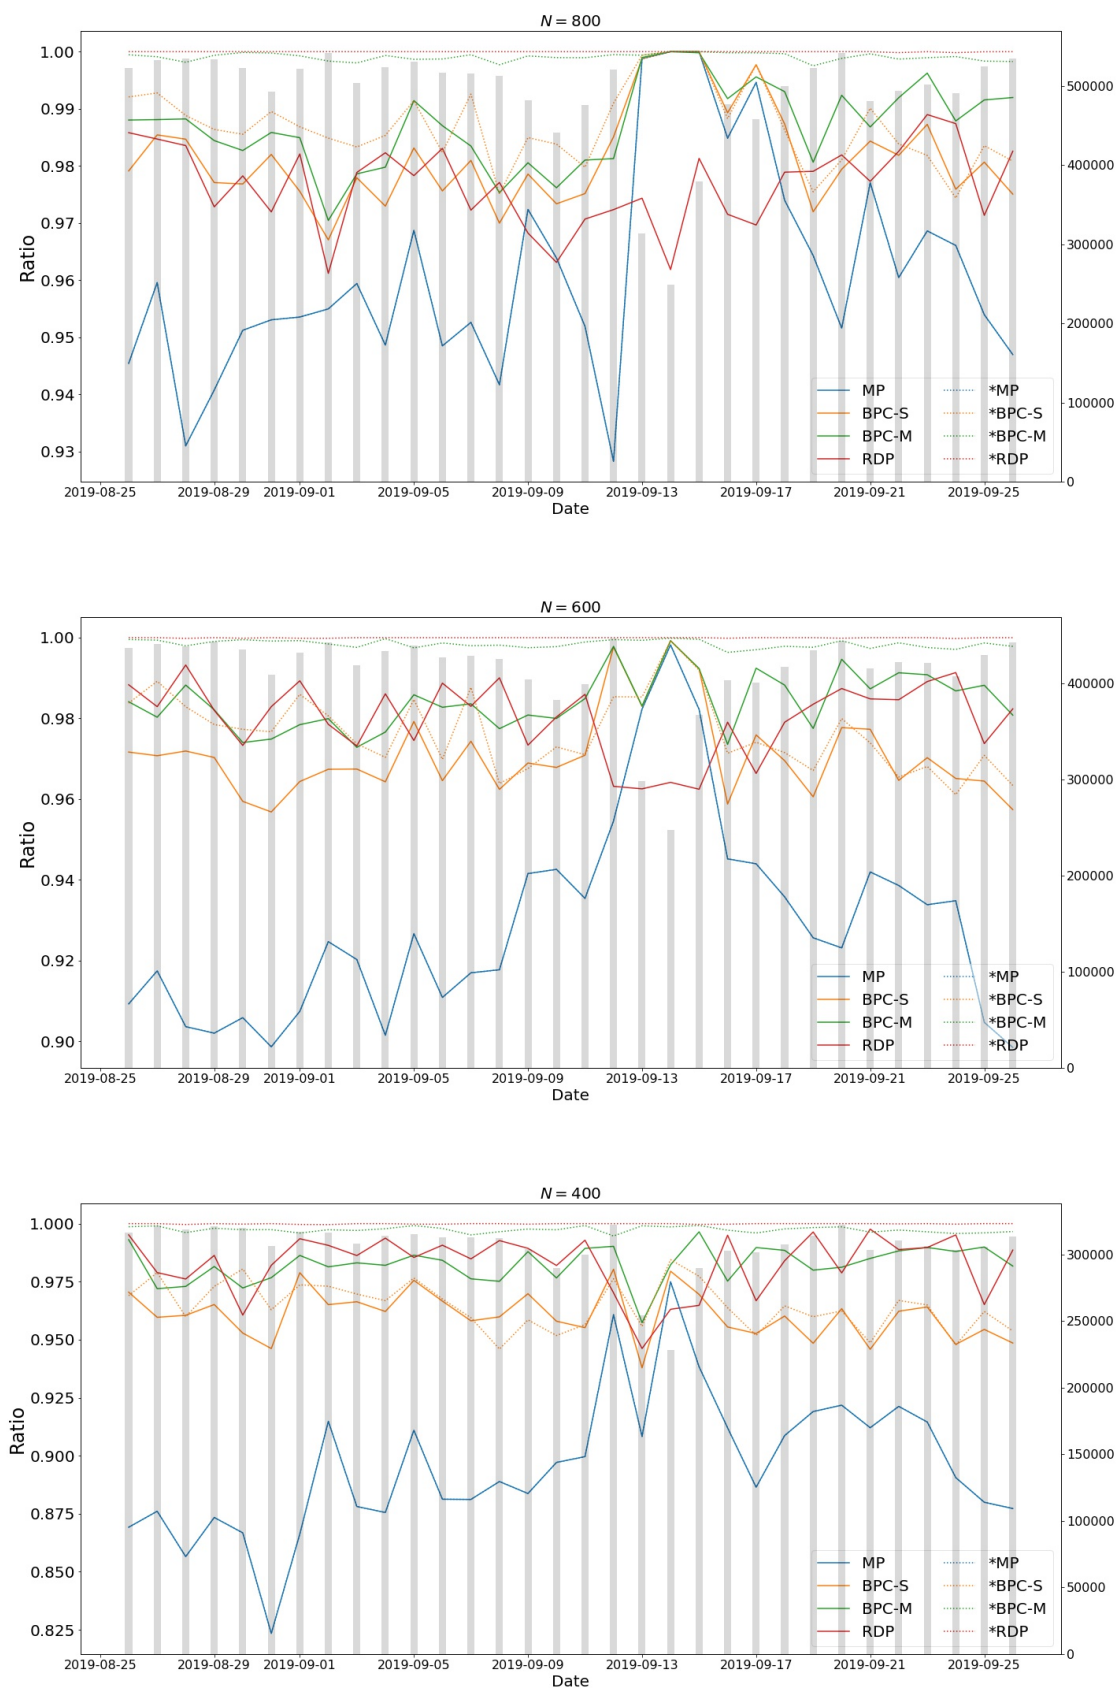 N = 800
1.00
0.99
0.98
0.97
0.96
0.95
0.94
0.93
Ratio
500000
400000
300000
200000
100000
0
MP *MP
BPC-S *BPC-S
BPC-M *BPC-M
RDP *RDP
2019-08-25 2019-08-29 2019-09-01 2019-09-05 2019-09-09 2019-09-13 2019-09-17 2019-09-21 2019-09-25
Date
N = 600
1.00
0.98
0.96
0.94
0.92
0.90
Ratio
400000
300000
200000
100000
0
MP *MP
BPC-S *BPC-S
BPC-M *BPC-M
RDP *RDP
2019-08-25 2019-08-29 2019-09-01 2019-09-05 2019-09-09 2019-09-13 2019-09-17 2019-09-21 2019-09-25
Date
N = 400
1.000
0.975
0.950
0.925
0.900
0.875
0.850
0.825
Ratio
300000
250000
200000
150000
100000
50000
0
MP *MP
BPC-S *BPC-S
BPC-M *BPC-M
RDP *RDP
2019-08-25 2019-08-29 2019-09-01 2019-09-05 2019-09-09 2019-09-13 2019-09-17 2019-09-21 2019-09-25
Date